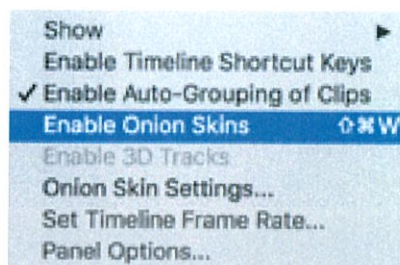 Show
Enable Timeline Shortcut Keys
✓ Enable Auto-Grouping of Clips
Enable Onion Skins ⇧⌘W
Enable 3D Tracks
Onion Skin Settings...
Set Timeline Frame Rate...
Panel Options...